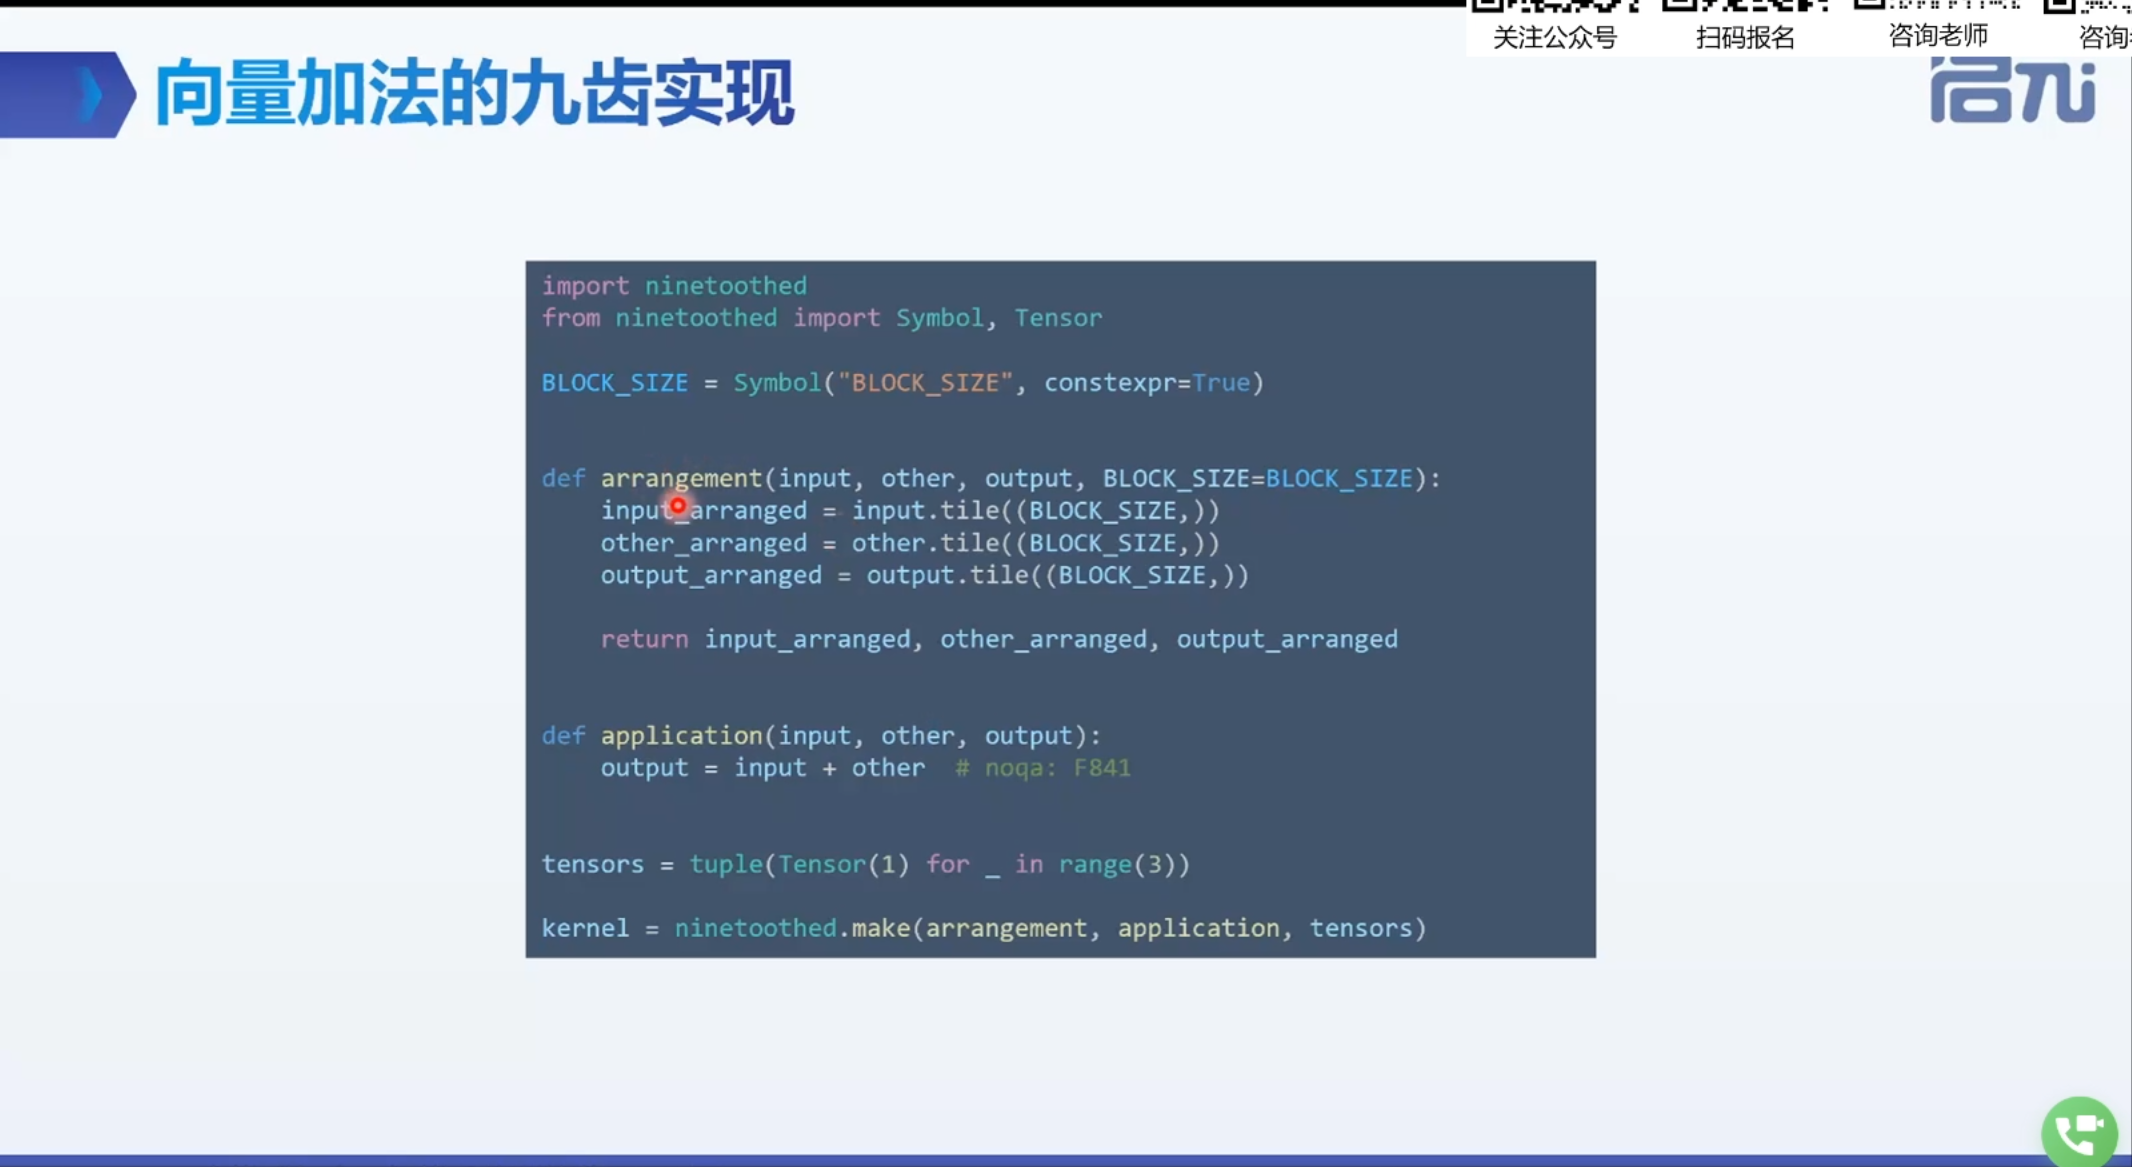 关注公众号
扫码报名
咨询老师
咨询
向量加法的九齿实现
启元
import ninetoothed
from ninetoothed import Symbol, Tensor
BLOCK_SIZE = Symbol("BLOCK_SIZE", constexpr=True)
def arrangement(input, other, output, BLOCK_SIZE=BLOCK_SIZE):
    input_arranged = input.tile((BLOCK_SIZE,))
    other_arranged = other.tile((BLOCK_SIZE,))
    output_arranged = output.tile((BLOCK_SIZE,))
    return input_arranged, other_arranged, output_arranged
def application(input, other, output):
    output = input + other  # noqa: F841
tensors = tuple(Tensor(1) for _ in range(3))
kernel = ninetoothed.make(arrangement, application, tensors)